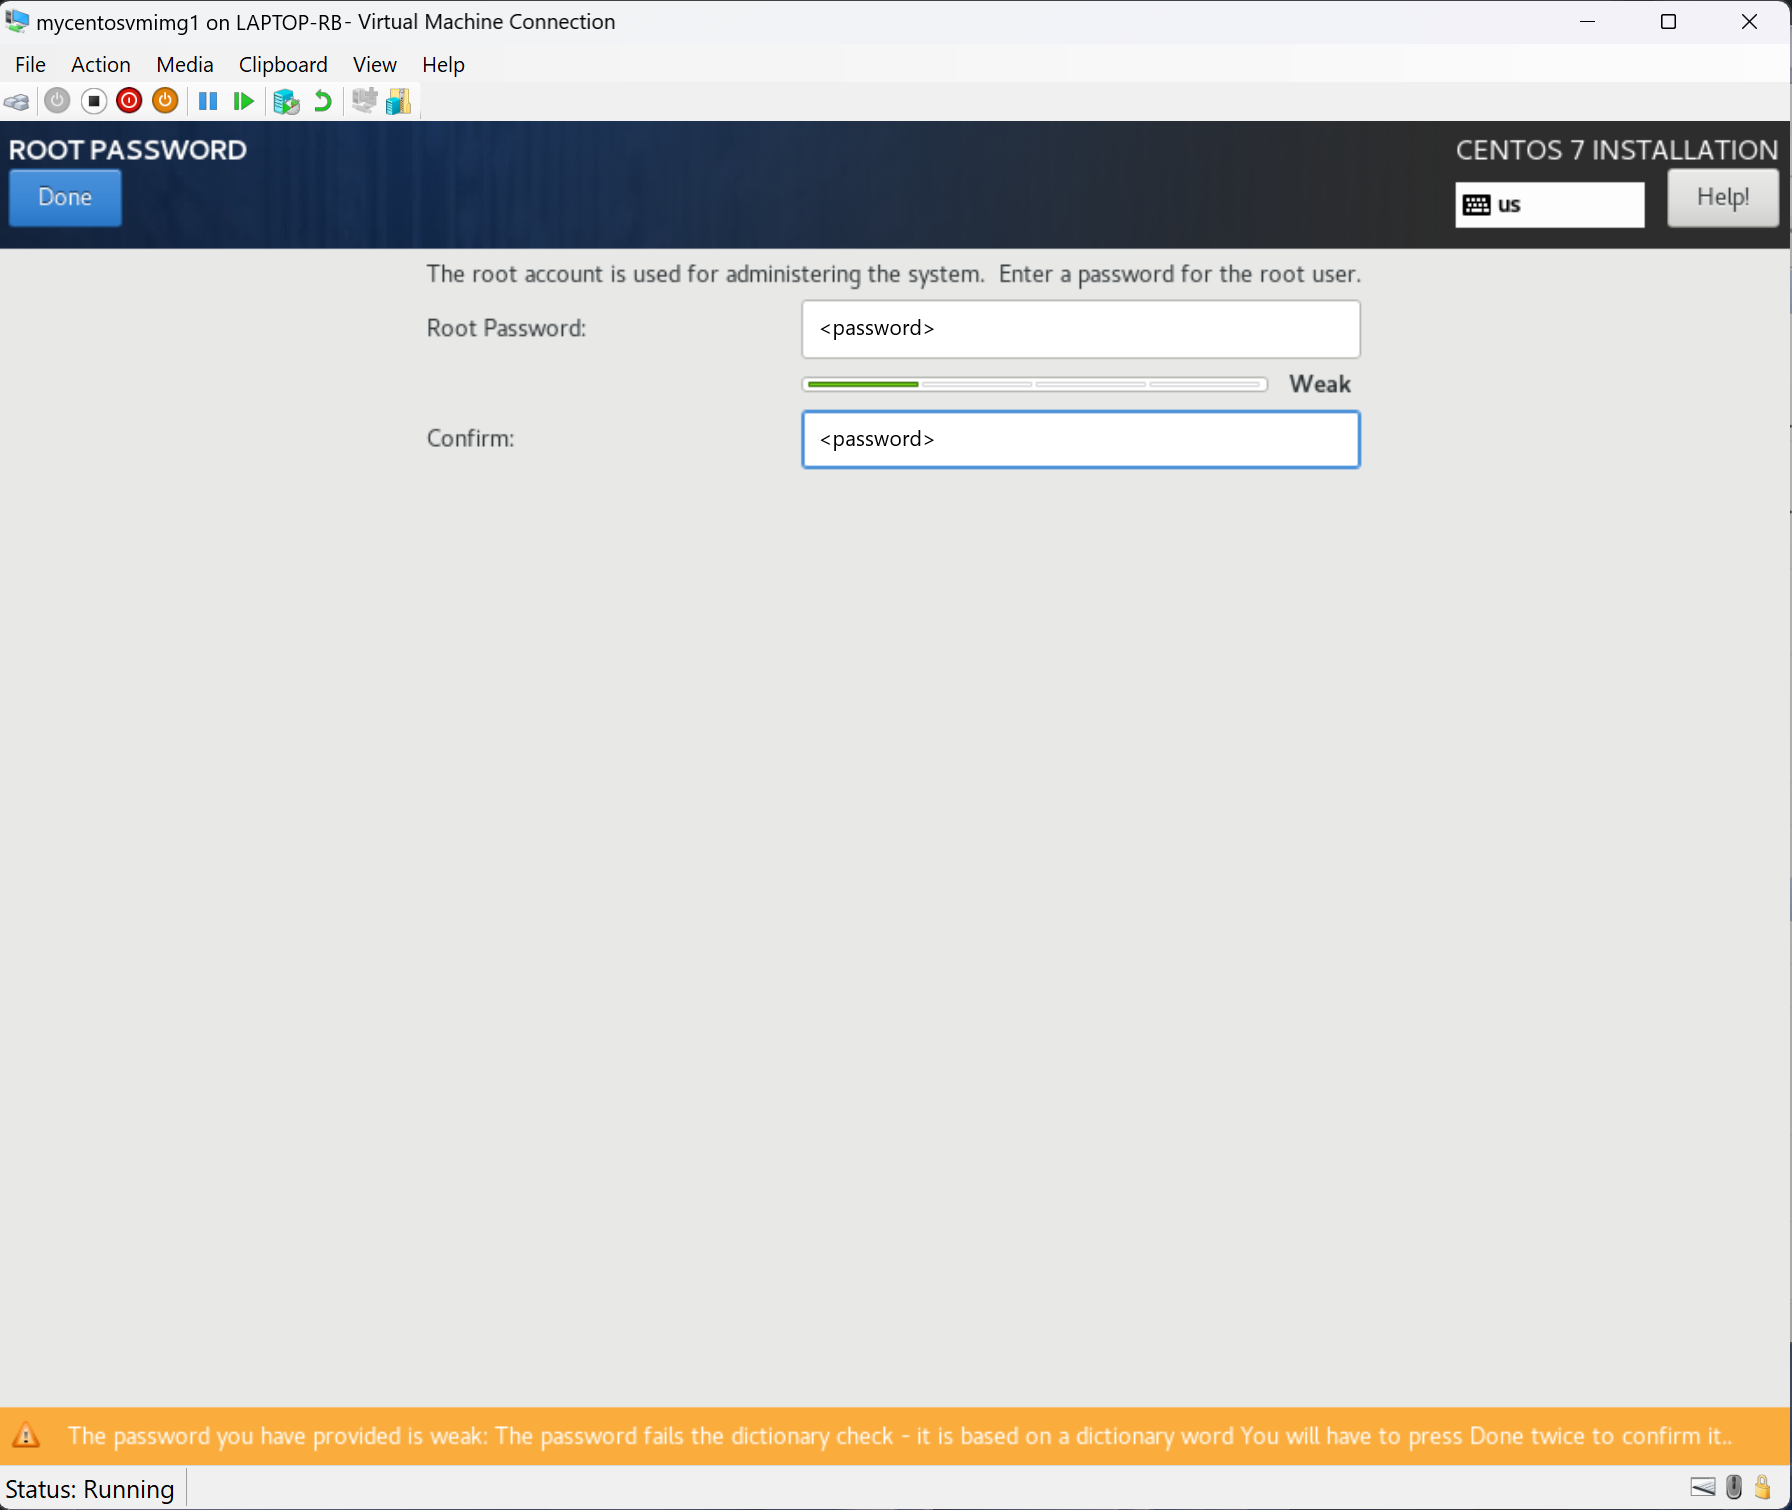 mycentosvmimg1 on LAPTOP-RB - Virtual Machine Connection
File Action Media Clipboard View Help
ROOT PASSWORD
CENTOS 7 INSTALLATION
Done
us
Help!
The root account is used for administering the system.  Enter a password for the root user.
Root Password:
<password>
Weak
Confirm:
<password>
The password you have provided is weak: The password fails the dictionary check - it is based on a dictionary word You will have to press Done twice to confirm it..
Status: Running